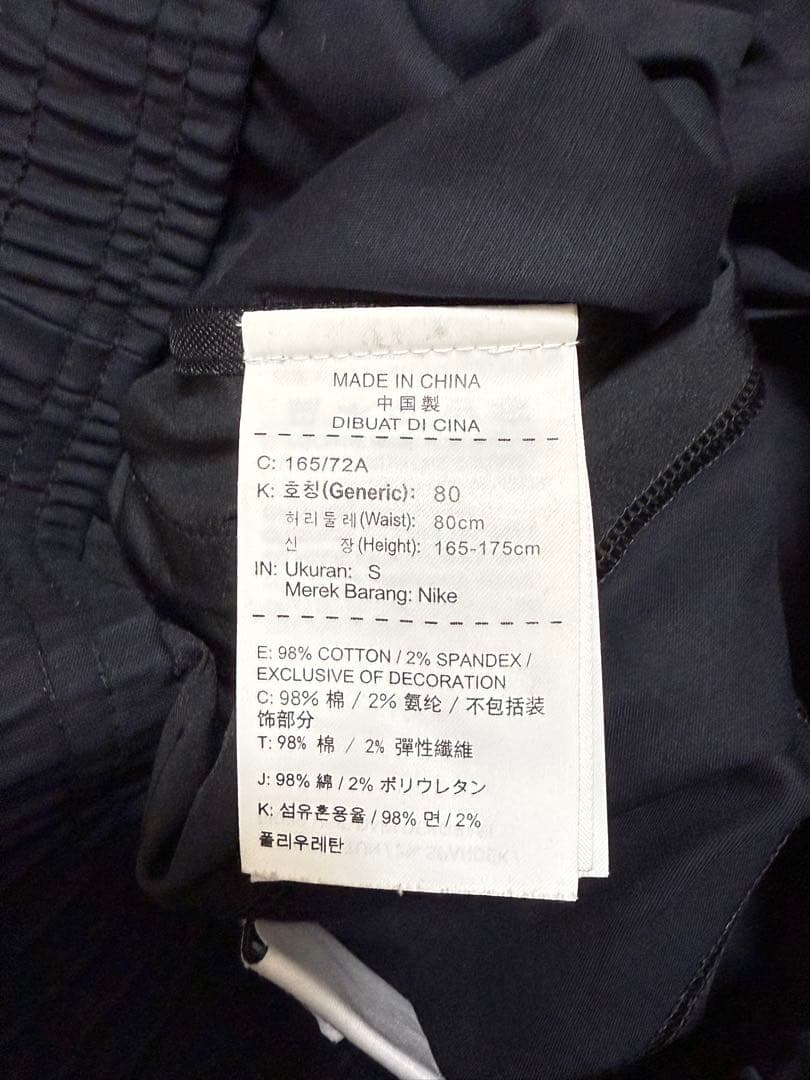 MADE IN CHINA
中国製
DIBUAT DI CINA
C: 165/72A
K: 호칭(Generic): 80
허리둘레(Waist): 80cm
신 장(Height): 165-175cm
IN: Ukuran: S
Merek Barang: Nike
E: 98% COTTON / 2% SPANDEX /
EXCLUSIVE OF DECORATION
C: 98% 棉 / 2% 氨纶 / 不包括装
饰部分
T: 98% 棉 / 2% 彈性纖維
J: 98% 綿 / 2% ポリウレタン
K: 섬유혼용율 / 98% 면 / 2%
폴리우레탄